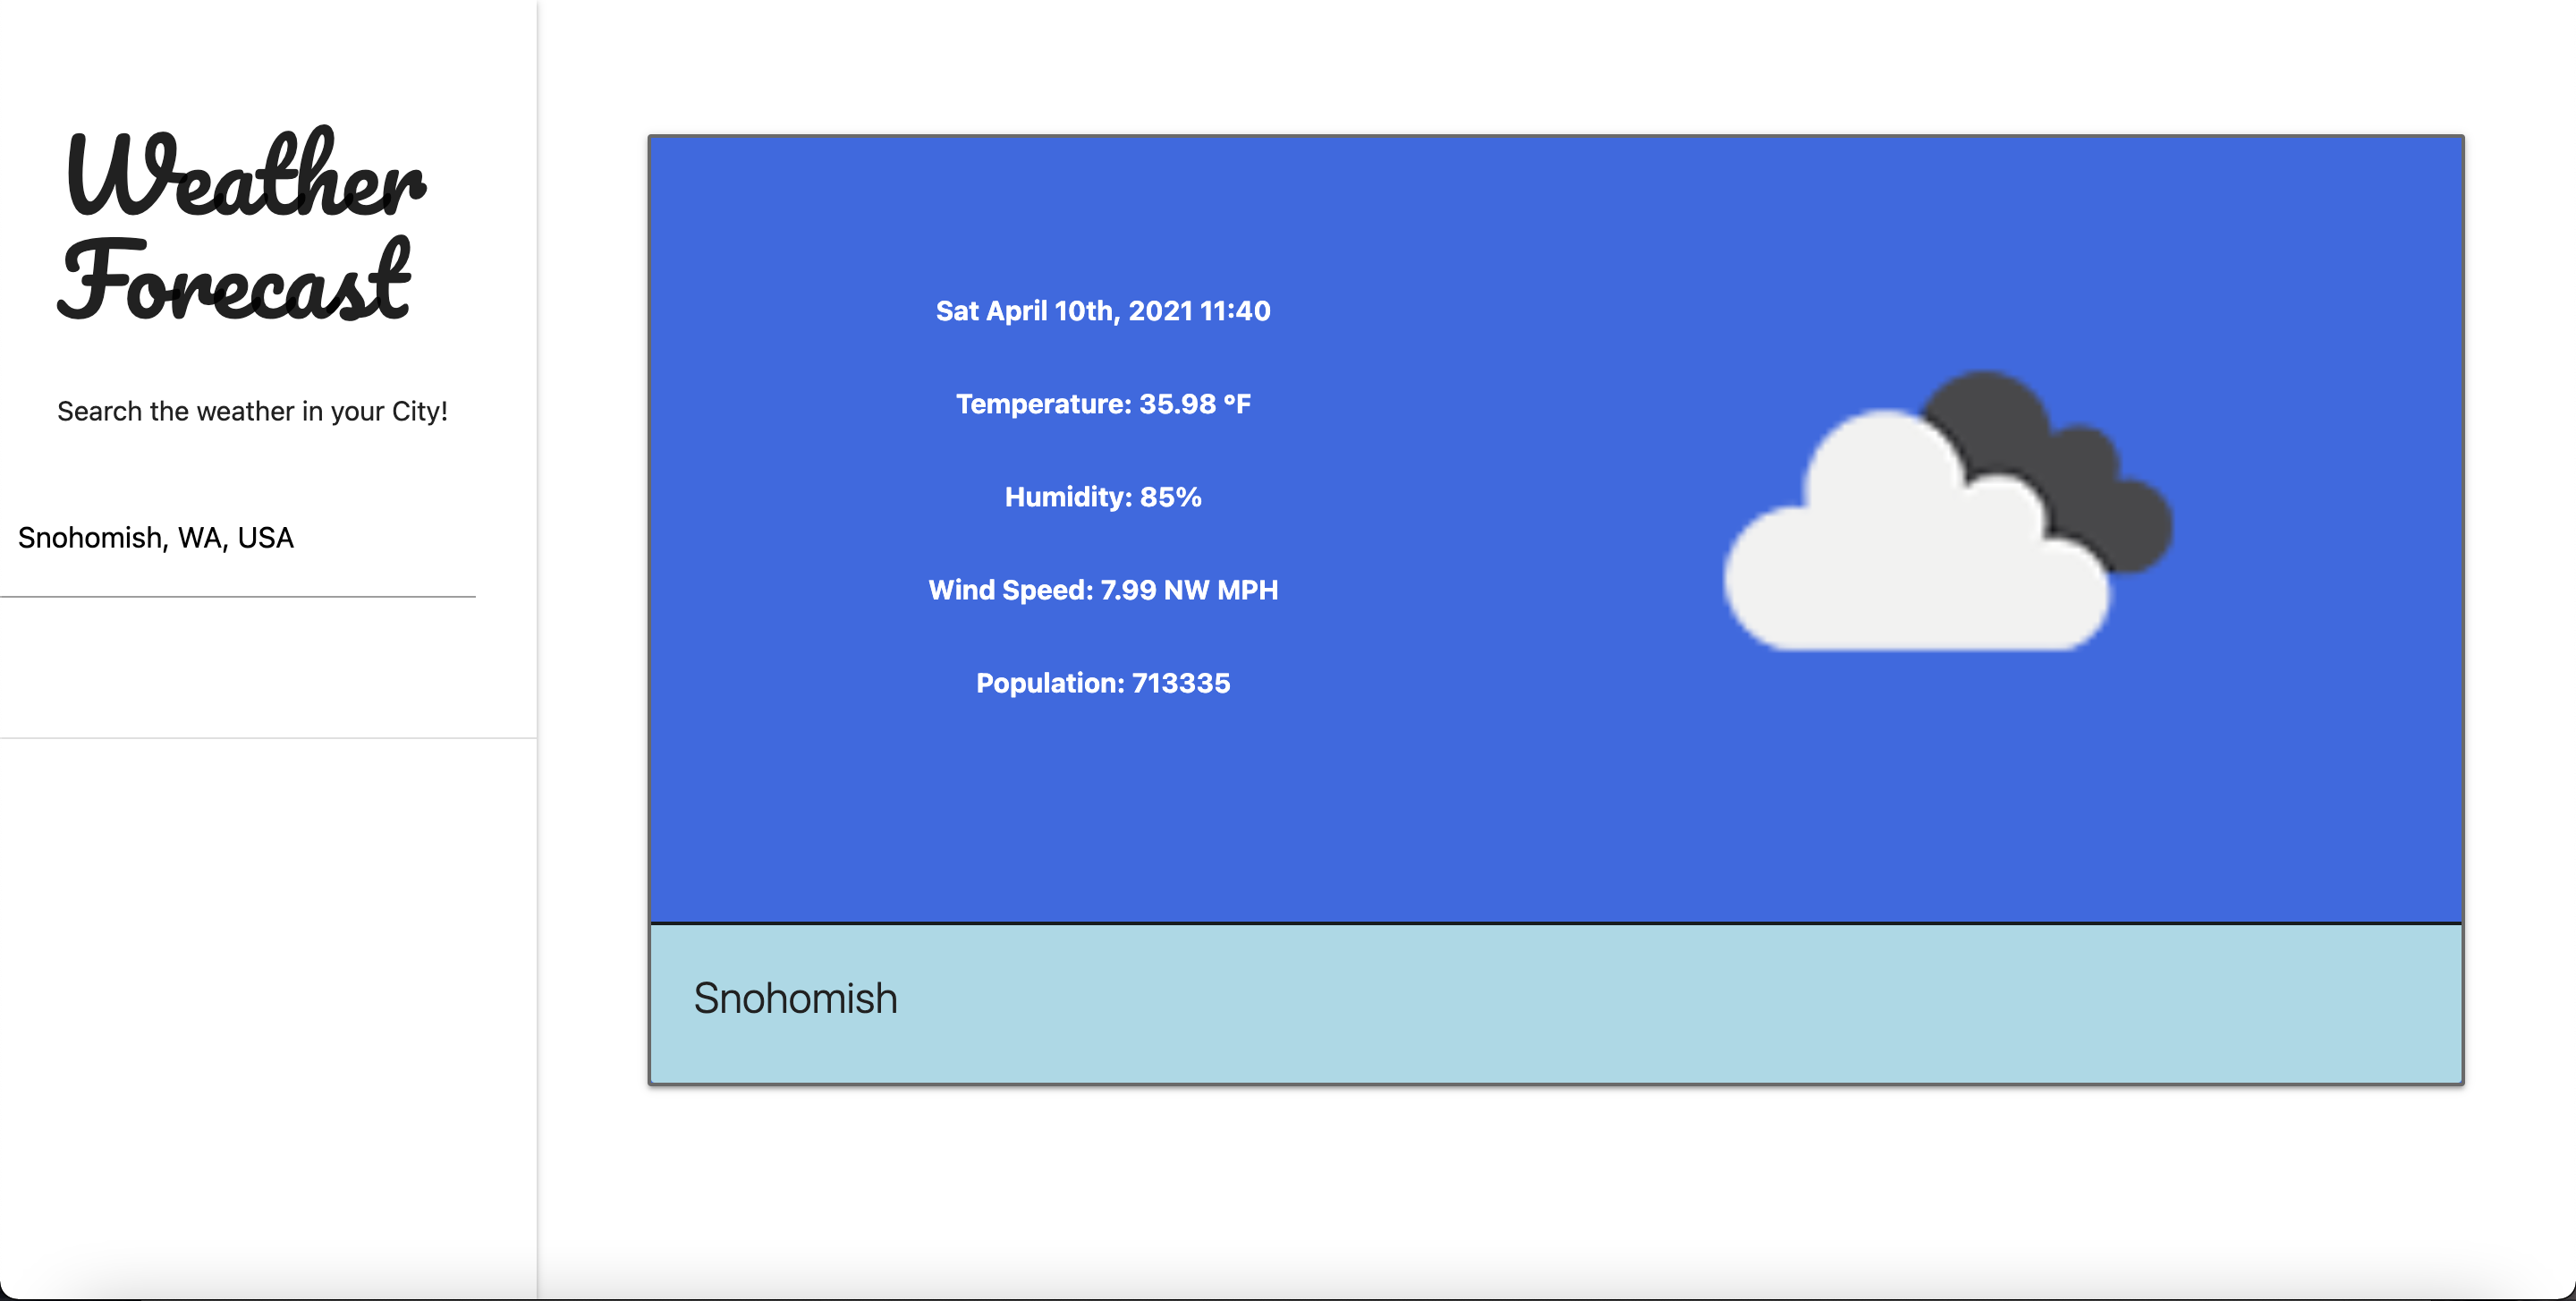 Weather
Forecast
Search the weather in your City!
Snohomish, WA, USA
Sat April 10th, 2021 11:40
Temperature: 35.98 °F
Humidity: 85%
Wind Speed: 7.99 NW MPH
Population: 713335
Snohomish